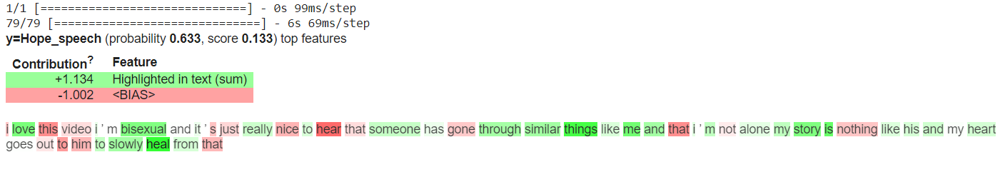 1/1 [==============================] - 0s 99ms/step
79/79 [==============================] - 6s 69ms/step
y=Hope_speech (probability 0.633, score 0.133) top features
Contribution? Feature
+1.134 Highlighted in text (sum)
-1.002 <BIAS>
i love this video i ’ m bisexual and it ’ s just really nice to hear that someone has gone through similar things like me and that i ’ m not alone my story is nothing like his and my heart
goes out to him to slowly heal from that